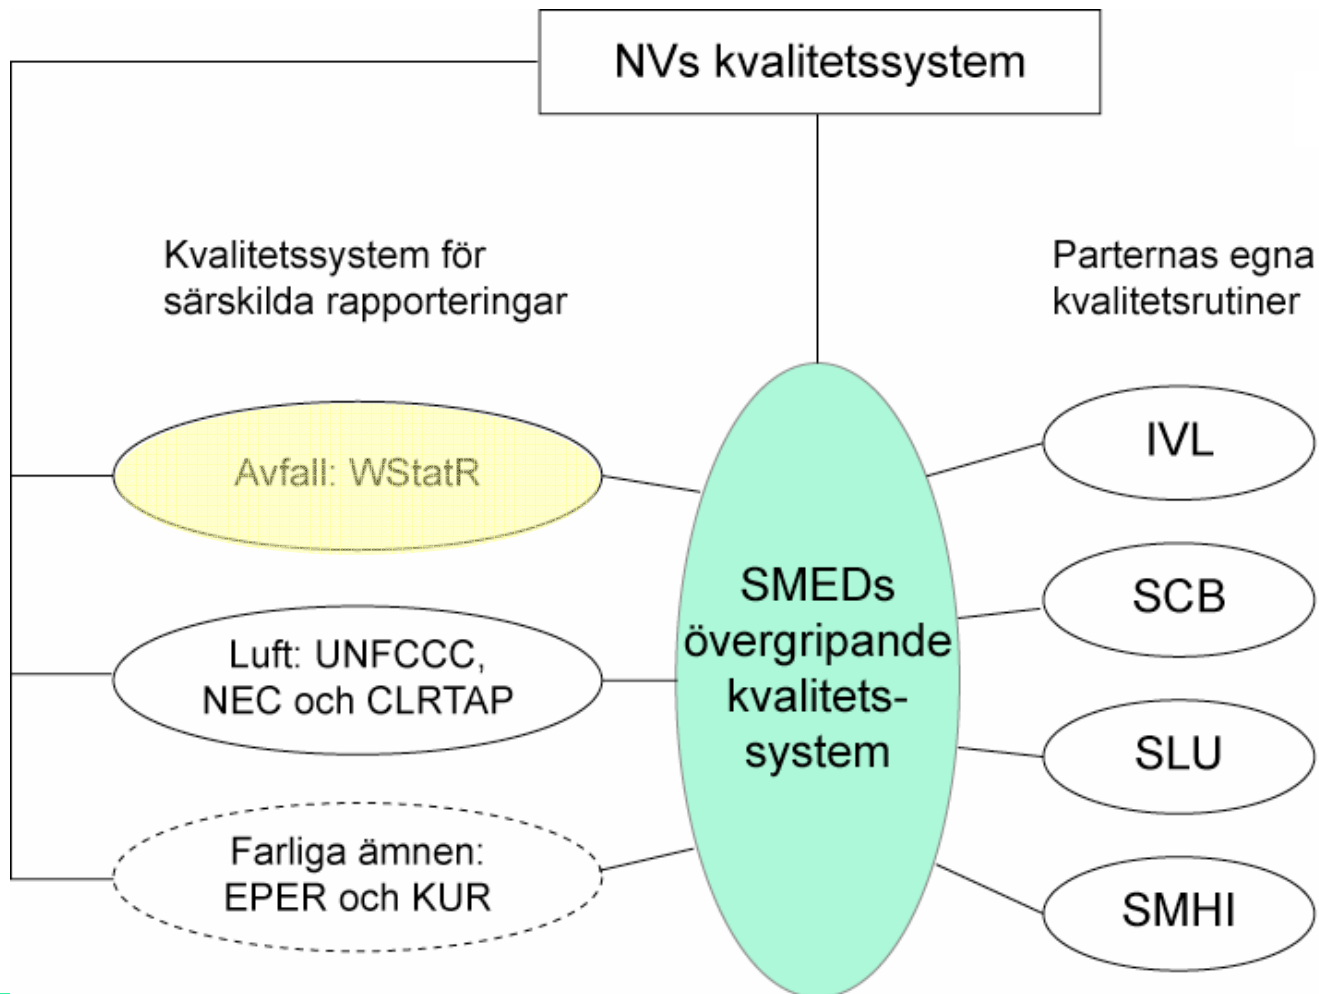 NVs kvalitetssystem
Kvalitetssystem för
särskilda rapporteringar
Parternas egna
kvalitetsrutiner
Avfall: WStatR
Luft: UNFCCC,
NEC och CLRTAP
Farliga ämnen:
EPER och KUR
SMEDs
övergripande
kvalitets-
system
IVL
SCB
SLU
SMHI